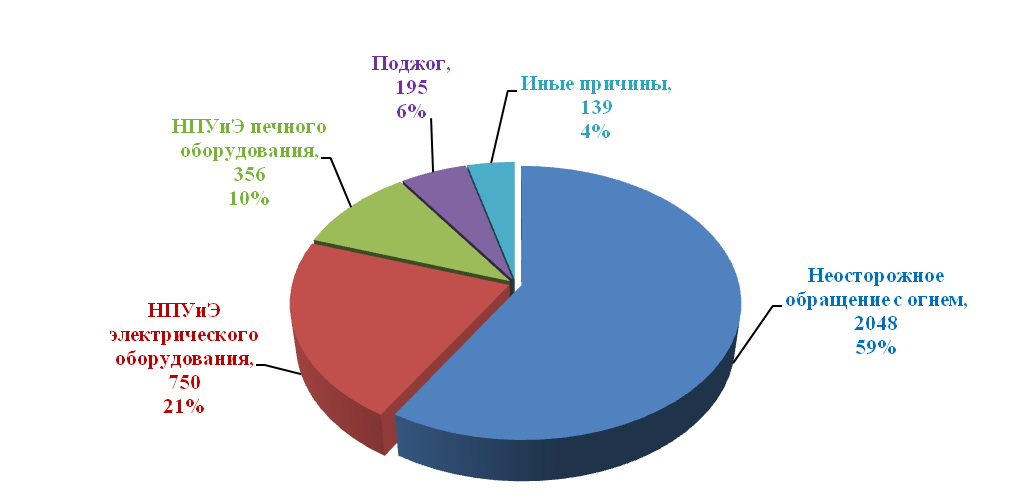 Поджог,
195
6%
Иные причины,
139
4%
НПУиЭ печного
оборудования,
356
10%
Неосторожное
обращение с огнем,
2048
59%
НПУиЭ
электрического
оборудования,
750
21%